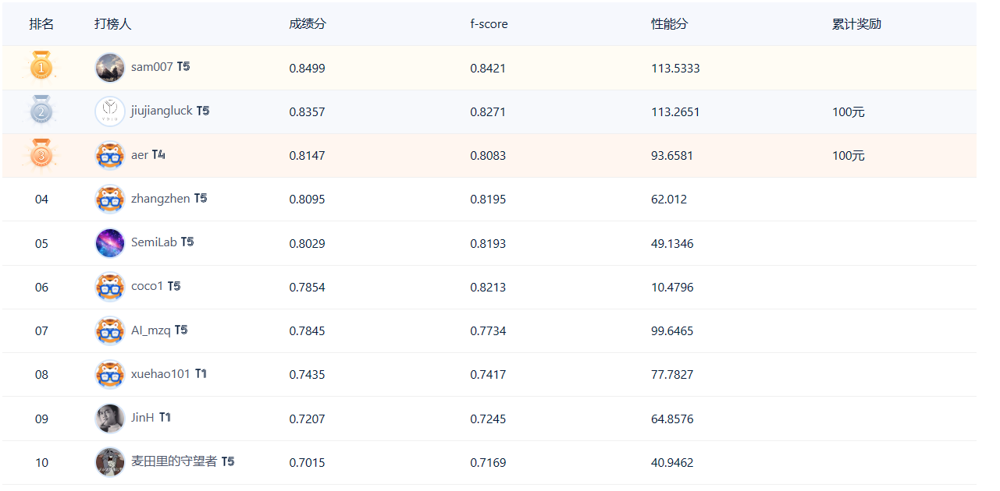 排名 打榜人 成绩分 f-score 性能分 累计奖励
1 sam007 T5 0.8499 0.8421 113.5333
2 jiujiangluck T5 0.8357 0.8271 113.2651 100元
3 aer T4 0.8147 0.8083 93.6581 100元
04 zhangzhen T5 0.8095 0.8195 62.012
05 SemiLab T5 0.8029 0.8193 49.1346
06 coco1 T5 0.7854 0.8213 10.4796
07 AI_mzq T5 0.7845 0.7734 99.6465
08 xuehao101 T1 0.7435 0.7417 77.7827
09 JinH T1 0.7207 0.7245 64.8576
10 麦田里的守望者 T5 0.7015 0.7169 40.9462